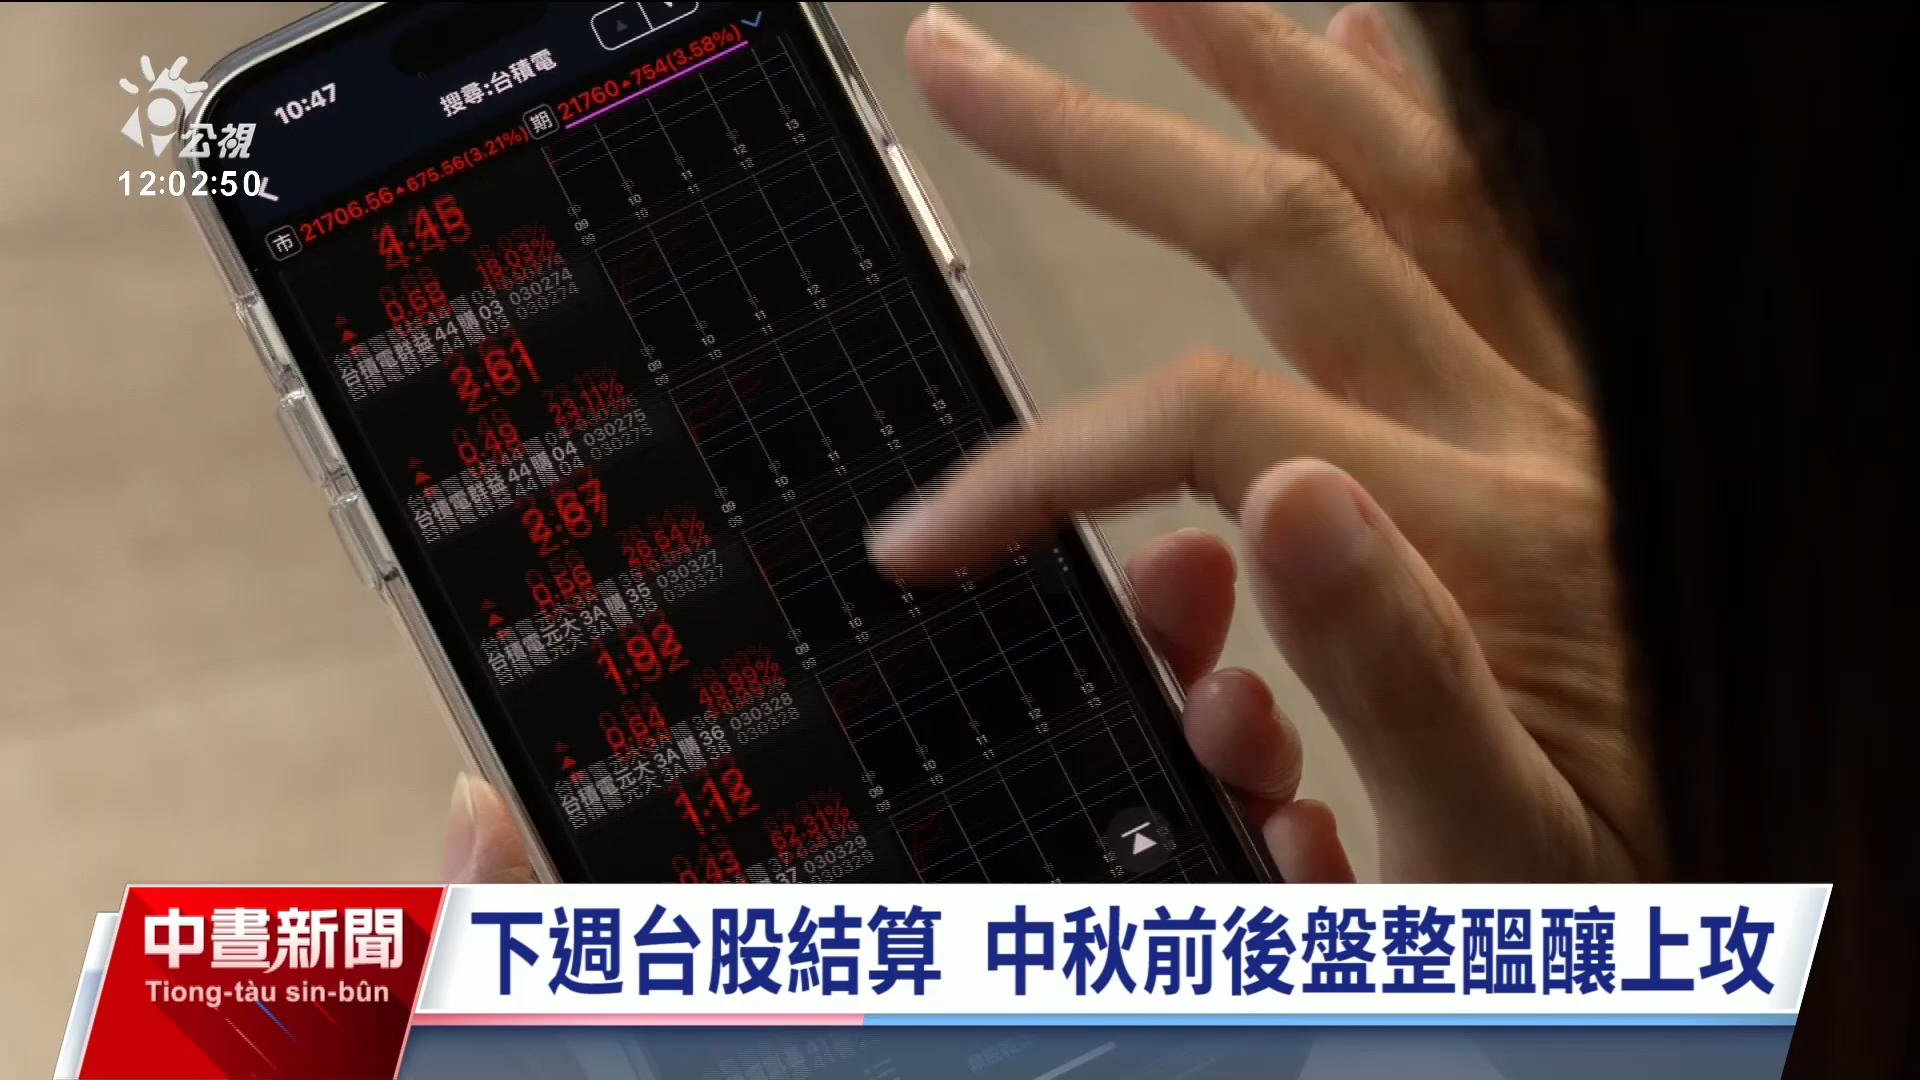 公視
12:02:50
10:47
搜尋:台積電
市 21706.56▲675.56(3.21%)
期 21760▲754(3.58%)
4.45
0.68 18.03%
台積電群益44購03 030274
2.61
0.49 23.11%
台積電群益44購04 030275
2.67
0.56 26.54%
台積電元大3A購35 030327
1.92
0.64 49.99%
台積電元大3A購36 030328
1.12
0.43 62.31%
37 030329
中晝新聞
Tiong-tàu sin-bûn
下週台股結算 中秋前後盤整醞釀上攻